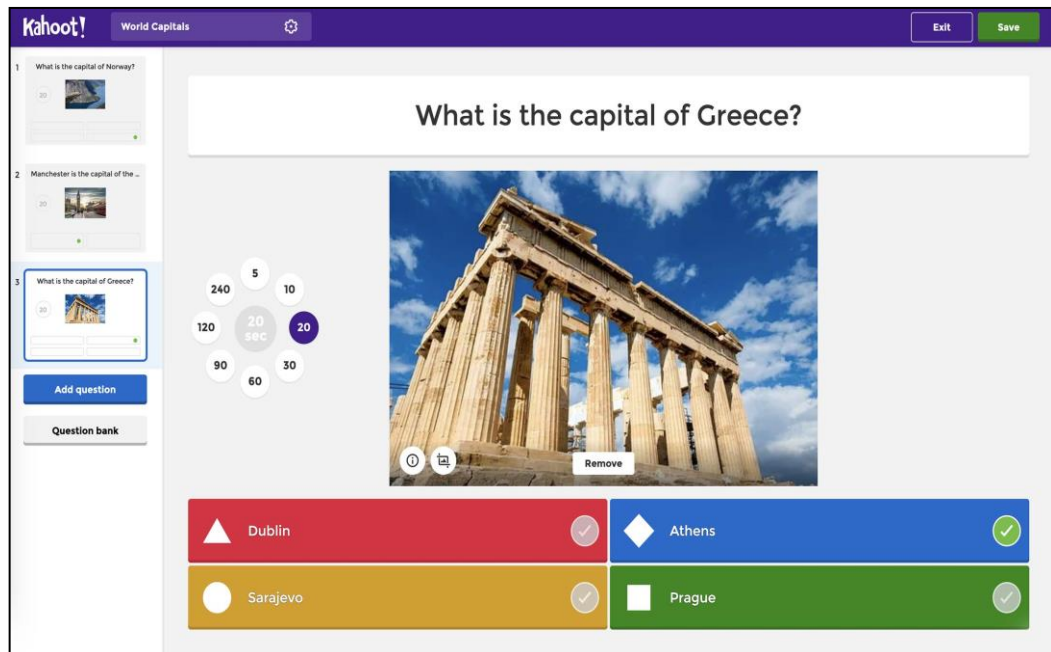 Kahoot!
World Capitals
Exit
Save
1
What is the capital of Norway?
20
2
Manchester is the capital of the ...
20
3
What is the capital of Greece?
20
Add question
Question bank
What is the capital of Greece?
5
240
10
120
20
sec
20
90
30
60
Remove
Dublin
Athens
Sarajevo
Prague